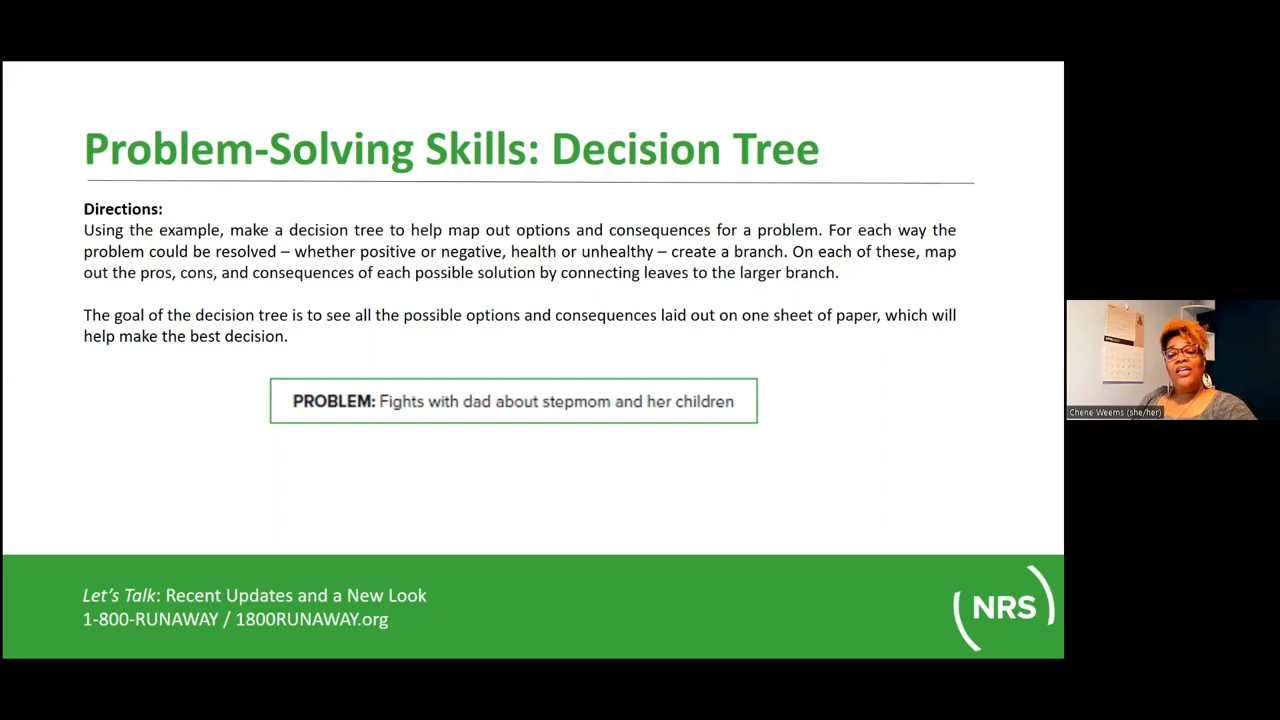 Problem-Solving Skills: Decision Tree
Directions:
Using the example, make a decision tree to help map out options and consequences for a problem. For each way the
problem could be resolved – whether positive or negative, health or unhealthy – create a branch. On each of these, map
out the pros, cons, and consequences of each possible solution by connecting leaves to the larger branch.
The goal of the decision tree is to see all the possible options and consequences laid out on one sheet of paper, which will
help make the best decision.
PROBLEM: Fights with dad about stepmom and her children
Let's Talk: Recent Updates and a New Look
1-800-RUNAWAY / 1800RUNAWAY.org
NRS
Chene Weems (she/her)